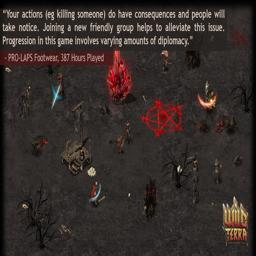 “Your actions (eg killing someone) do have consequences and people will
take notice. Joining a new friendly group helps to alleviate this issue.
Progression in this game involves varying amounts of diplomacy.”
- PRO-LAPS Footwear, 387 Hours Played
TERRA